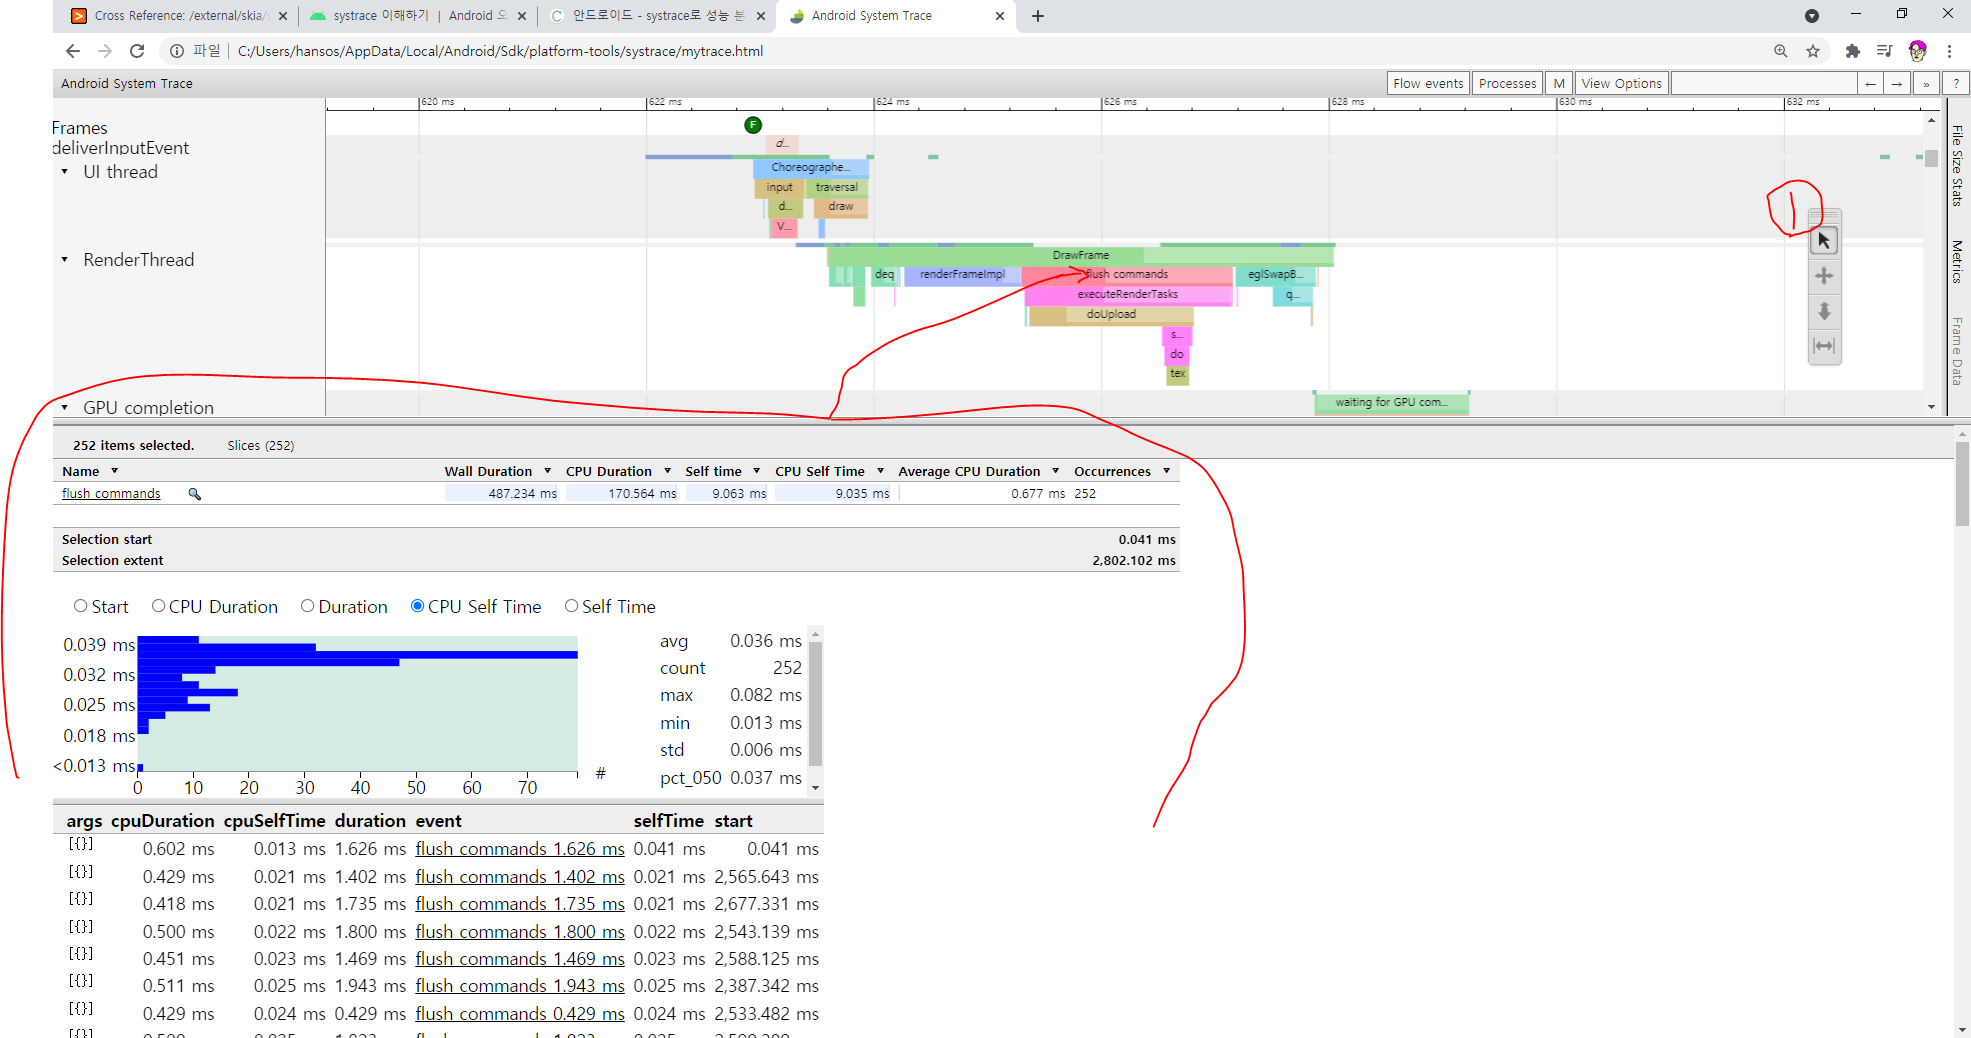 Cross Reference: /external/skia/
systrace 이해하기 | Android 오
안드로이드 - systrace로 성능 분
Android System Trace
파일 C:/Users/hansos/AppData/Local/Android/Sdk/platform-tools/systrace/mytrace.html
Android System Trace
Flow events Processes M View Options ← → » ?
620 ms 622 ms 624 ms 626 ms 628 ms 630 ms 632 ms
Frames
F
deliverInputEvent
d...
UI thread
Choreographe...
input traversal
d... draw
V...
1
RenderThread
DrawFrame
deq renderFrameImpl flush commands eglSwapB...
executeRenderTasks q...
doUpload
s...
do
tex
GPU completion
waiting for GPU com...
File Size Stats
Metrics
Frame Data
252 items selected. Slices (252)
Name Wall Duration CPU Duration Self time CPU Self Time Average CPU Duration Occurrences
flush commands 487.234 ms 170.564 ms 9.063 ms 9.035 ms 0.677 ms 252
Selection start 0.041 ms
Selection extent 2,802.102 ms
Start CPU Duration Duration CPU Self Time Self Time
0.039 ms
0.032 ms
0.025 ms
0.018 ms
<0.013 ms
0 10 20 30 40 50 60 70 #
avg 0.036 ms
count 252
max 0.082 ms
min 0.013 ms
std 0.006 ms
pct_050 0.037 ms
args cpuDuration cpuSelfTime duration event selfTime start
[{}] 0.602 ms 0.013 ms 1.626 ms flush commands 1.626 ms 0.041 ms 0.041 ms
[{}] 0.429 ms 0.021 ms 1.402 ms flush commands 1.402 ms 0.021 ms 2,565.643 ms
[{}] 0.418 ms 0.021 ms 1.735 ms flush commands 1.735 ms 0.021 ms 2,677.331 ms
[{}] 0.500 ms 0.022 ms 1.800 ms flush commands 1.800 ms 0.022 ms 2,543.139 ms
[{}] 0.451 ms 0.023 ms 1.469 ms flush commands 1.469 ms 0.023 ms 2,588.125 ms
[{}] 0.511 ms 0.025 ms 1.943 ms flush commands 1.943 ms 0.025 ms 2,387.342 ms
[{}] 0.429 ms 0.024 ms 0.429 ms flush commands 0.429 ms 0.024 ms 2,533.482 ms